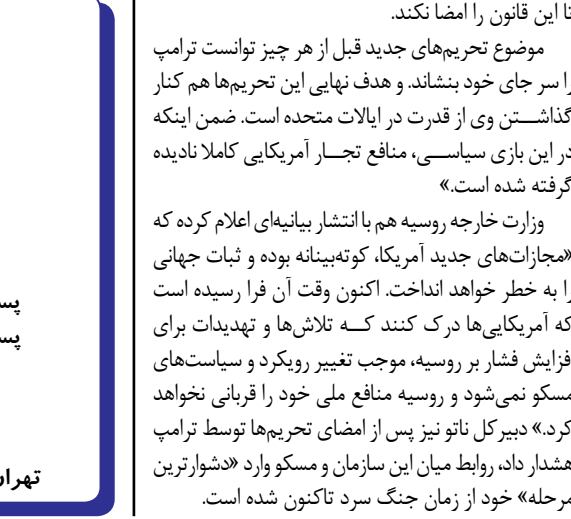 تا این قانون را امضا نکند.
موضوع تحریم‌های جدید قبل از هر چیز توانست ترامپ
را سر جای خود بنشاند. و هدف نهایی این تحریم‌ها هم کنار
گذاشتن وی از قدرت در ایالات متحده است. ضمن اینکه
در این بازی سیاسی، منافع تجار آمریکایی کاملا نادیده
گرفته شده است.»
وزارت خارجه روسیه هم با انتشار بیانیه‌ای اعلام کرده که
«مجازات‌های جدید آمریکا، کوته‌بینانه بوده و ثبات جهانی
را به خطر خواهد انداخت. اکنون وقت آن فرا رسیده است
که آمریکایی‌ها درک کنند که تلاش‌ها و تهدیدات برای
افزایش فشار بر روسیه، موجب تغییر رویکرد و سیاست‌های
مسکو نمی‌شود و روسیه منافع ملی خود را قربانی نخواهد
کرد.» دبیرکل ناتو نیز پس از امضای تحریم‌ها توسط ترامپ
هشدار داد، روابط میان این سازمان و مسکو وارد «دشوارترین
مرحله» خود از زمان جنگ سرد تاکنون شده است.